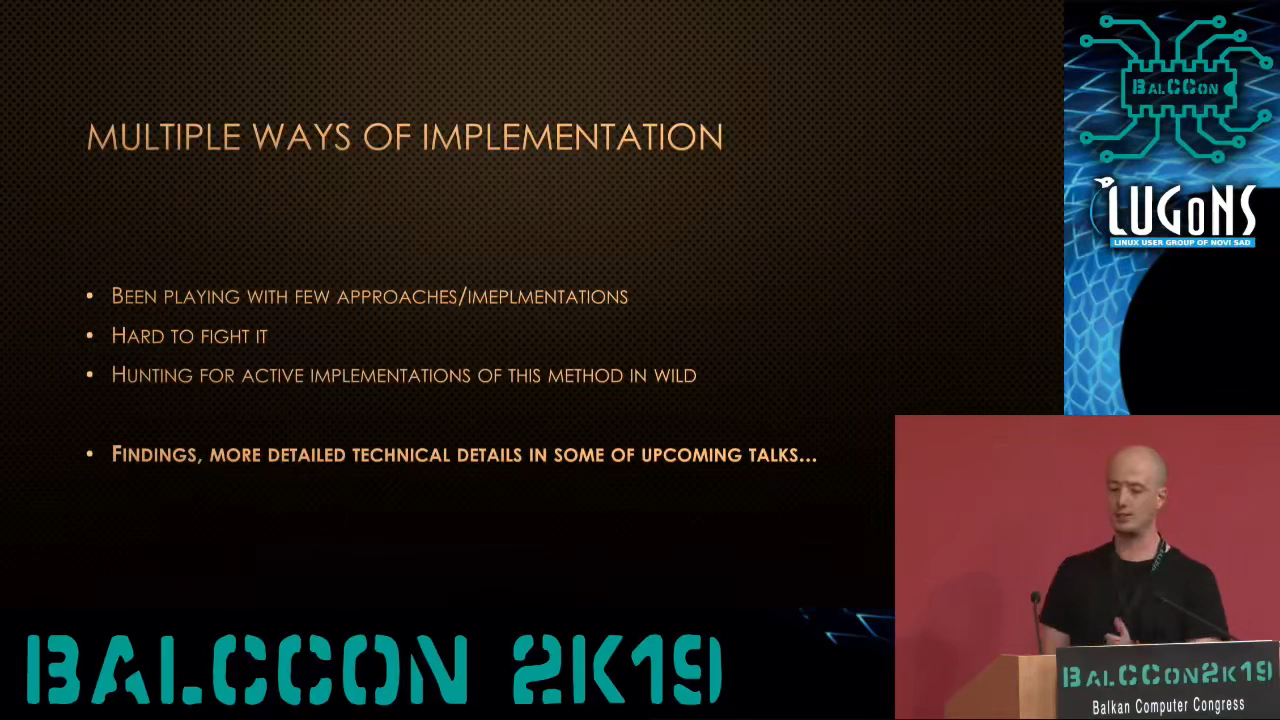 MULTIPLE WAYS OF IMPLEMENTATION
• BEEN PLAYING WITH FEW APPROACHES/IMEPLMENTATIONS
• HARD TO FIGHT IT
• HUNTING FOR ACTIVE IMPLEMENTATIONS OF THIS METHOD IN WILD
• FINDINGS, MORE DETAILED TECHNICAL DETAILS IN SOME OF UPCOMING TALKS...
BALCCON
LUGONS
LINUX USER GROUP OF NOVI SAD
BALCCON 2K19
BALCCON2K19
Balkan Computer Congress